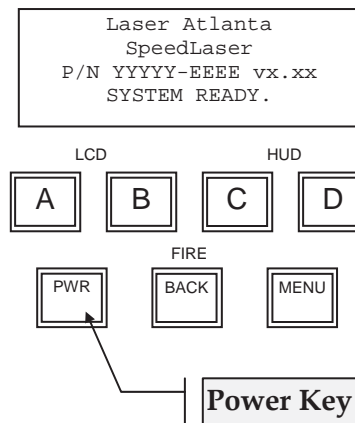 Laser Atlanta
SpeedLaser
P/N YYYYY-EEEE vx.xx
SYSTEM READY.
LCD HUD
A B C D
FIRE
PWR BACK MENU
Power Key